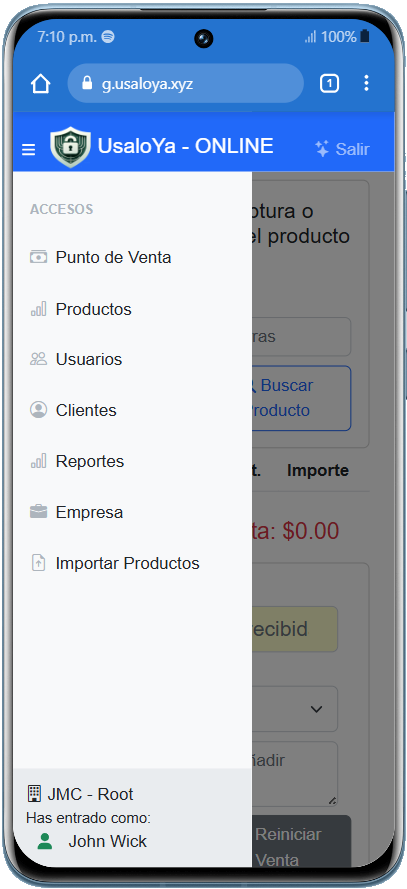 7:10 p.m. 100%
g.usaloya.xyz 1
UsaloYa - ONLINE Salir
ACCESOS
Punto de Venta
Productos
Usuarios
Clientes
Reportes
Empresa
Importar Productos
JMC - Root
Has entrado como:
John Wick
otura o
el producto
ras
Buscar
Producto
t. Importe
ta: $0.00
ecibid
ñadir
Reiniciar
Venta